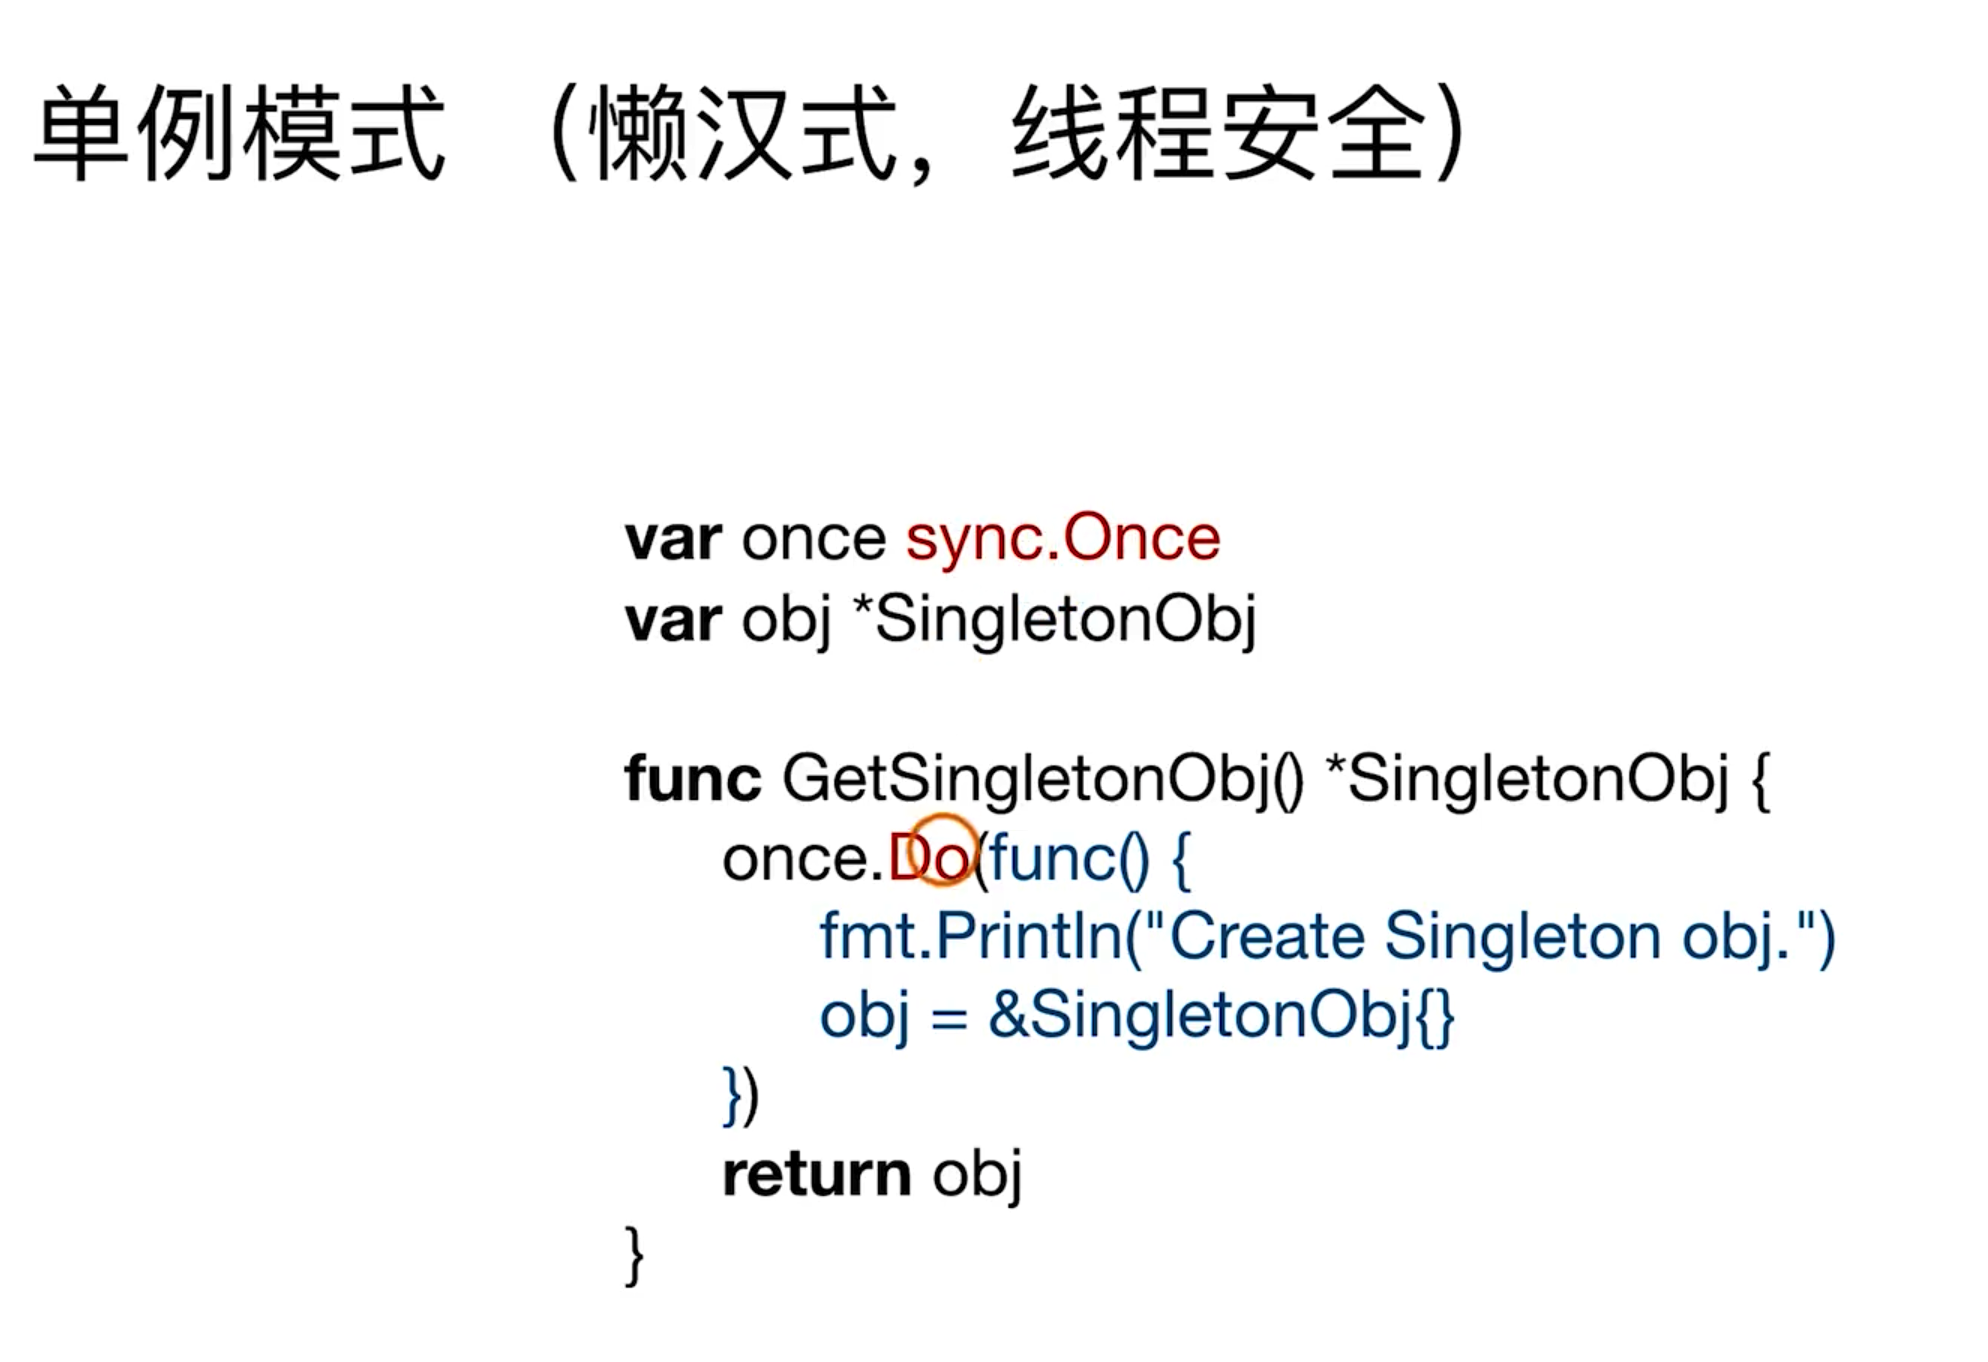 单例模式 （懒汉式，线程安全）
var once sync.Once
var obj *SingletonObj
func GetSingletonObj() *SingletonObj {
once.Do(func() {
fmt.Println("Create Singleton obj.")
obj = &SingletonObj{}
})
return obj
}